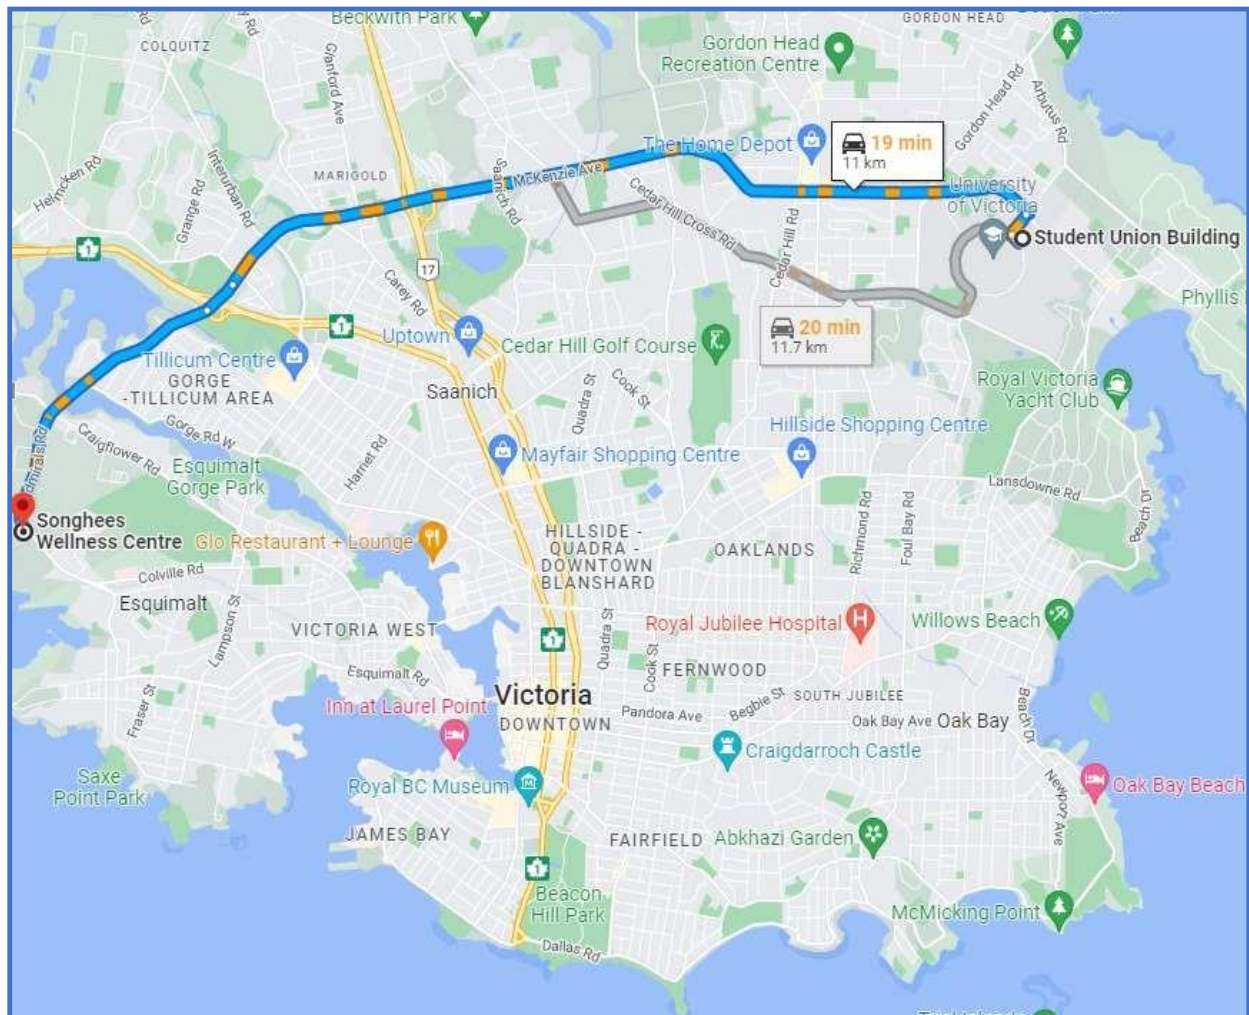 GORDON HEAD
Beckwith Park
COLQUITZ
Glanford Ave
Gordon Head
Recreation Centre
Gordon Head Rd
Arbutus Rd
The Home Depot
19 min
11 km
Helmcken Rd
Interurban Rd
Grange Rd
MARIGOLD
Saanich Rd
McKenzie Ave
Cedar Hill Cross Rd
Cedar Hill Rd
University
of Victoria
Student Union Building
1
17
Carey Rd
Phyllis
20 min
11.7 km
1
Uptown
Cedar Hill Golf Course
Tillicum Centre
GORGE
-TILLICUM AREA
Saanich
Quadra St
Cook St
Royal Victoria
Yacht Club
Gorge Rd W
Craigflower Rd
Admirals Rd
Harriet Rd
Hillside Shopping Centre
Mayfair Shopping Centre
Esquimalt
Gorge Park
Lansdowne Rd
Beach Dr
Richmond Rd
Foul Bay Rd
Songhees
Wellness Centre
Glo Restaurant + Lounge
HILLSIDE -
QUADRA -
DOWNTOWN
BLANSHARD
OAKLANDS
Colville Rd
Esquimalt
Lampson St
VICTORIA WEST
1
Quadra St
Cook St
Royal Jubilee Hospital
H
Willows Beach
FERNWOOD
Esquimalt Rd
Fraser St
Victoria
DOWNTOWN
Inn at Laurel Point
SOUTH JUBILEE
Pandora Ave
Begbie St
Oak Bay Ave
Oak Bay
Beach Dr
Craigdarroch Castle
Saxe
Point Park
Royal BC Museum
Newport Ave
Oak Bay Beach
JAMES BAY
FAIRFIELD
Abkhazi Garden
1
Beacon
Hill Park
McMicking Point
Dallas Rd